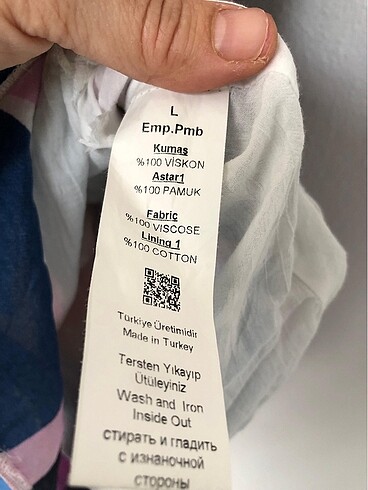 L
Emp.Pmb
Kumaş
%100 VİSKON
Astar1
%100 PAMUK
Fabric
%100 VISCOSE
Lining 1
%100 COTTON
Türkiye Üretimidir
Made in Turkey
Tersten Yıkayıp
Ütüleyiniz
Wash and Iron
Inside Out
стирать и гладить
с изнаночной
стороны